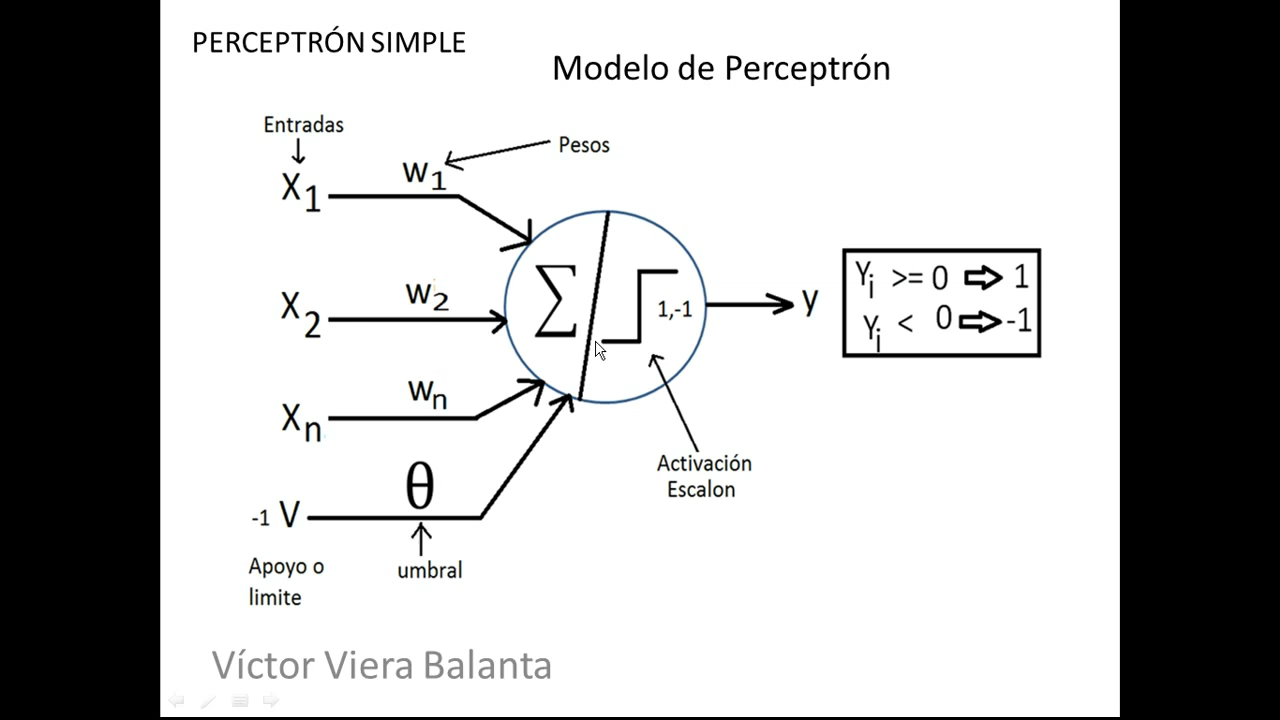 PERCEPTRÓN SIMPLE
Modelo de Perceptrón
Entradas
Pesos
X1
w1
X2
w2
Xn
wn
θ
-1 V
Apoyo o
limite
umbral
Σ
1,-1
Activación
Escalon
y
Yi >= 0 ⇨ 1
Yi < 0 ⇨ -1
Víctor Viera Balanta